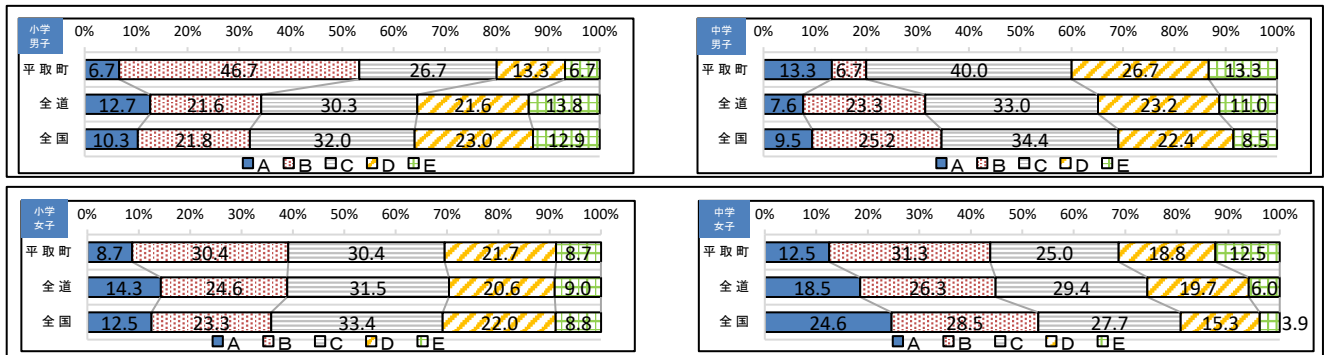 小学
男子
0% 10% 20% 30% 40% 50% 60% 70% 80% 90% 100%
平取町 6.7 46.7 26.7 13.3 6.7
全道 12.7 21.6 30.3 21.6 13.8
全国 10.3 21.8 32.0 23.0 12.9
A B C D E
中学
男子
0% 10% 20% 30% 40% 50% 60% 70% 80% 90% 100%
平取町 13.3 6.7 40.0 26.7 13.3
全道 7.6 23.3 33.0 23.2 11.0
全国 9.5 25.2 34.4 22.4 8.5
A B C D E
小学
女子
0% 10% 20% 30% 40% 50% 60% 70% 80% 90% 100%
平取町 8.7 30.4 30.4 21.7 8.7
全道 14.3 24.6 31.5 20.6 9.0
全国 12.5 23.3 33.4 22.0 8.8
A B C D E
中学
女子
0% 10% 20% 30% 40% 50% 60% 70% 80% 90% 100%
平取町 12.5 31.3 25.0 18.8 12.5
全道 18.5 26.3 29.4 19.7 6.0
全国 24.6 28.5 27.7 15.3 3.9
A B C D E